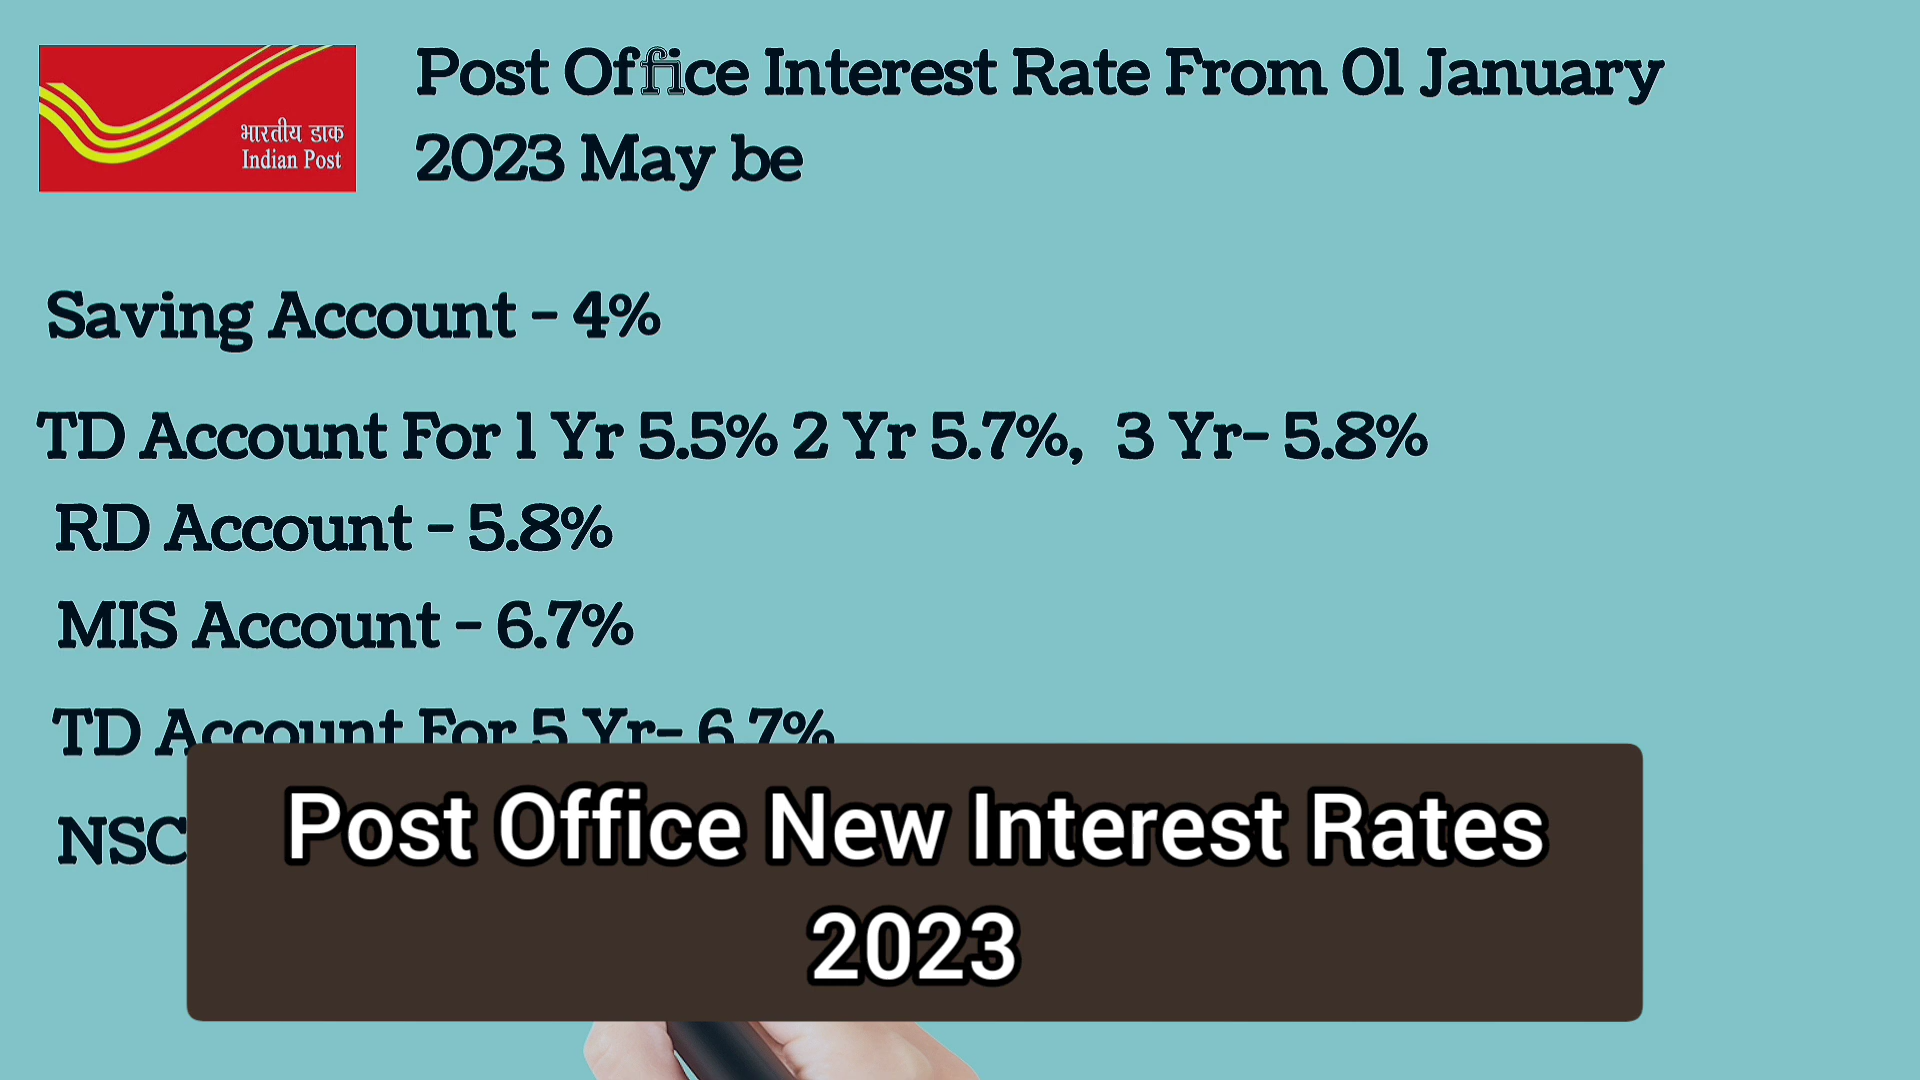 भारतीय डाक
Indian Post
Post Office Interest Rate From 01 January
2023 May be
Saving Account - 4%
TD Account For 1 Yr 5.5% 2 Yr 5.7%, 3 Yr- 5.8%
RD Account - 5.8%
MIS Account - 6.7%
TD Account For 5 Yr- 6.7%
NSC
Post Office New Interest Rates
2023